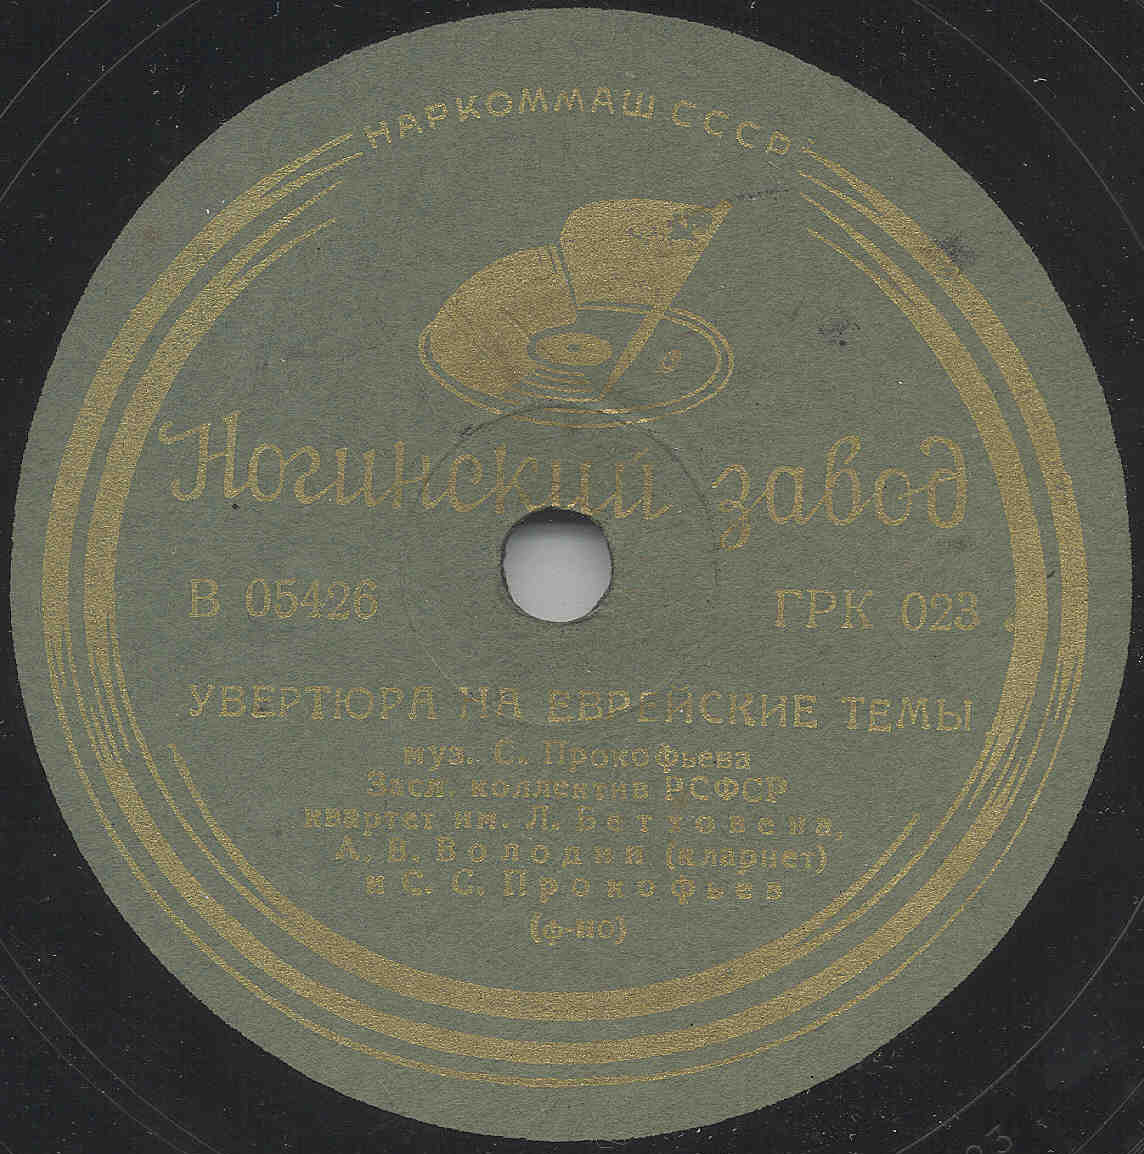 НАРКОММАШ СССР
Ногинский завод
В 05426 ГРК 023
УВЕРТЮРА НА ЕВРЕЙСКИЕ ТЕМЫ
муз. С. Прокофьева
Засл. коллектив РСФСР
квартет им. Л. Бетховена,
А. В. Володин (кларнет)
и С. С. Прокофьев
(ф-но)